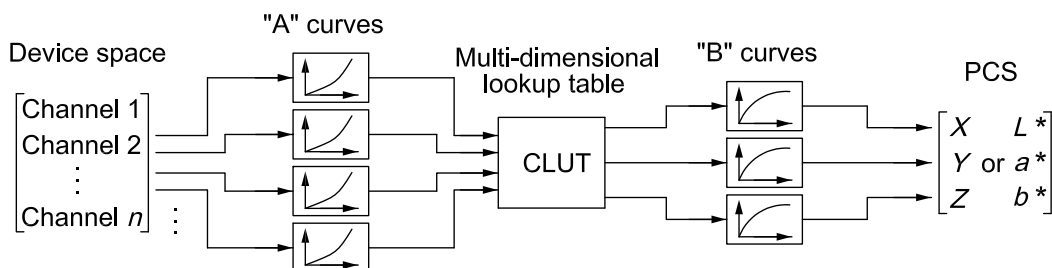 "A" curves
Device space
Multi-dimensional
lookup table
"B" curves
PCS
Channel 1
Channel 2
⋮
Channel n
⋮
CLUT
X L*
Y or a*
Z b*